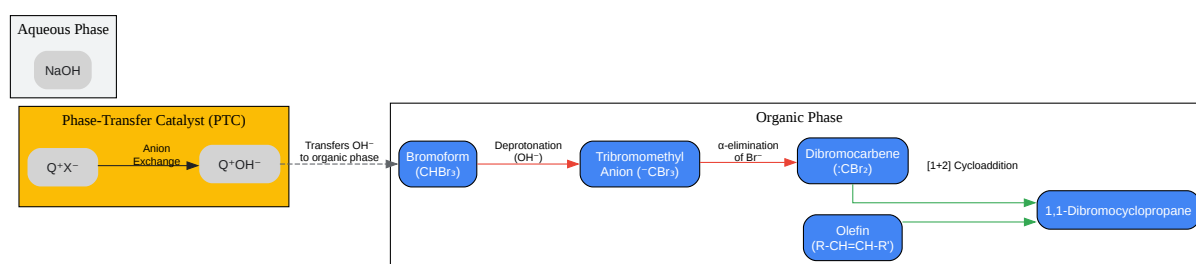 Aqueous Phase
NaOH
Phase-Transfer Catalyst (PTC)
Q⁺X⁻
Anion
Exchange
Q⁺OH⁻
Transfers OH⁻
to organic phase
Organic Phase
Bromoform
(CHBr₃)
Deprotonation
(OH⁻)
Tribromomethyl
Anion (⁻CBr₃)
α-elimination
of Br⁻
Dibromocarbene
(:CBr₂)
[1+2] Cycloaddition
Olefin
(R-CH=CH-R')
1,1-Dibromocyclopropane